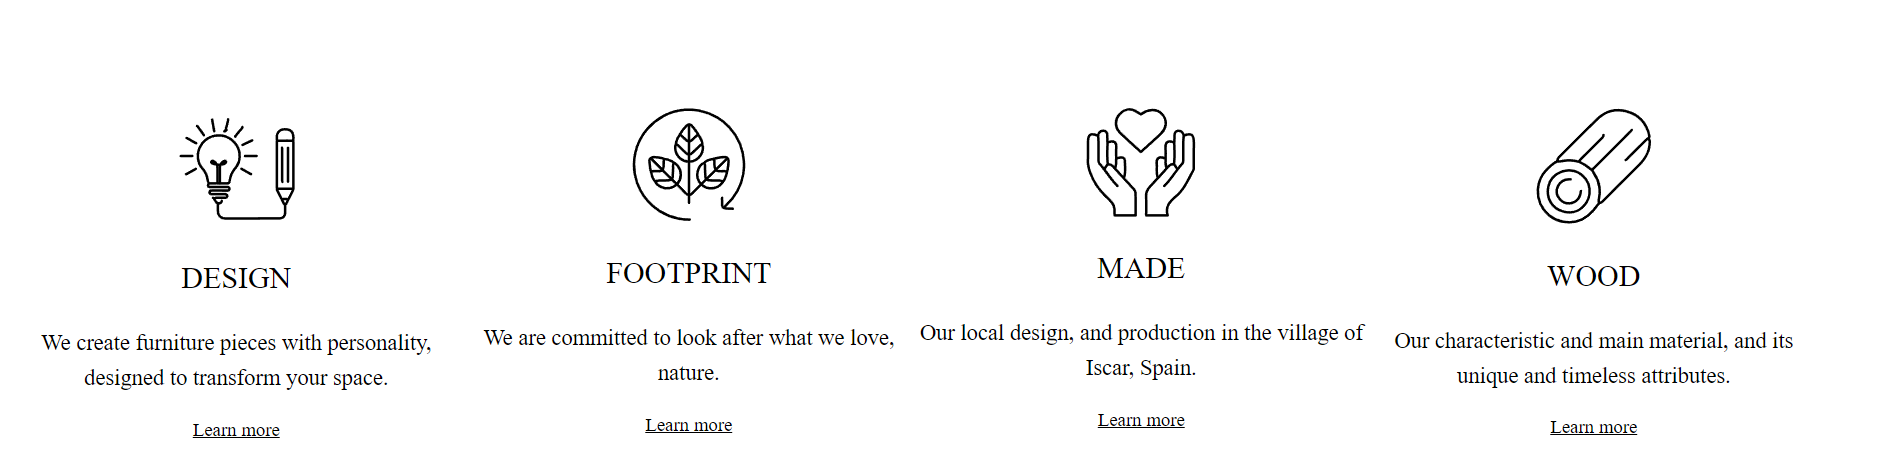 DESIGN
We create furniture pieces with personality,
designed to transform your space.
Learn more
FOOTPRINT
We are committed to look after what we love,
nature.
Learn more
MADE
Our local design, and production in the village of
Iscar, Spain.
Learn more
WOOD
Our characteristic and main material, and its
unique and timeless attributes.
Learn more